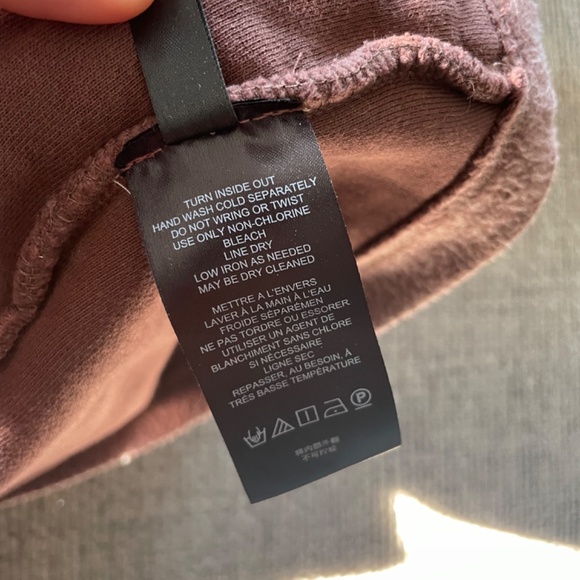 TURN INSIDE OUT
HAND WASH COLD SEPARATELY
DO NOT WRING OR TWIST
USE ONLY NON-CHLORINE
BLEACH
LINE DRY
LOW IRON AS NEEDED
MAY BE DRY CLEANED
METTRE A L'ENVERS
LAVER À LA MAIN À L'EAU
FROIDE SÉPARÉMEN
NE PAS TORDRE OU ESSORER
UTILISER UN AGENT DE
BLANCHIMENT SANS CHLORE
SI NÉCESSAIRE
LIGNE SEC
REPASSER, AU BESOIN, À
TRÈS BASSE TEMPÉRATURE
P